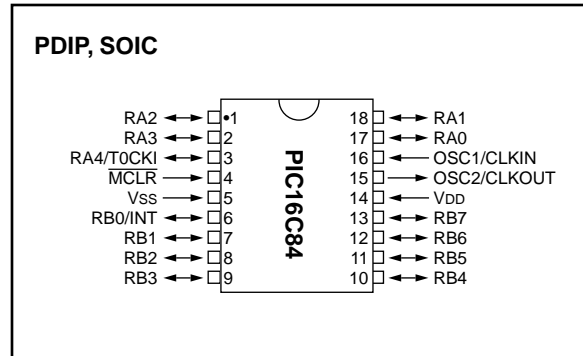 PDIP, SOIC
RA2 •1 18 RA1
RA3 2 17 RA0
RA4/T0CKI 3 16 OSC1/CLKIN
MCLR 4 15 OSC2/CLKOUT
VSS 5 14 VDD
RB0/INT 6 13 RB7
RB1 7 12 RB6
RB2 8 11 RB5
RB3 9 10 RB4
PIC16C84